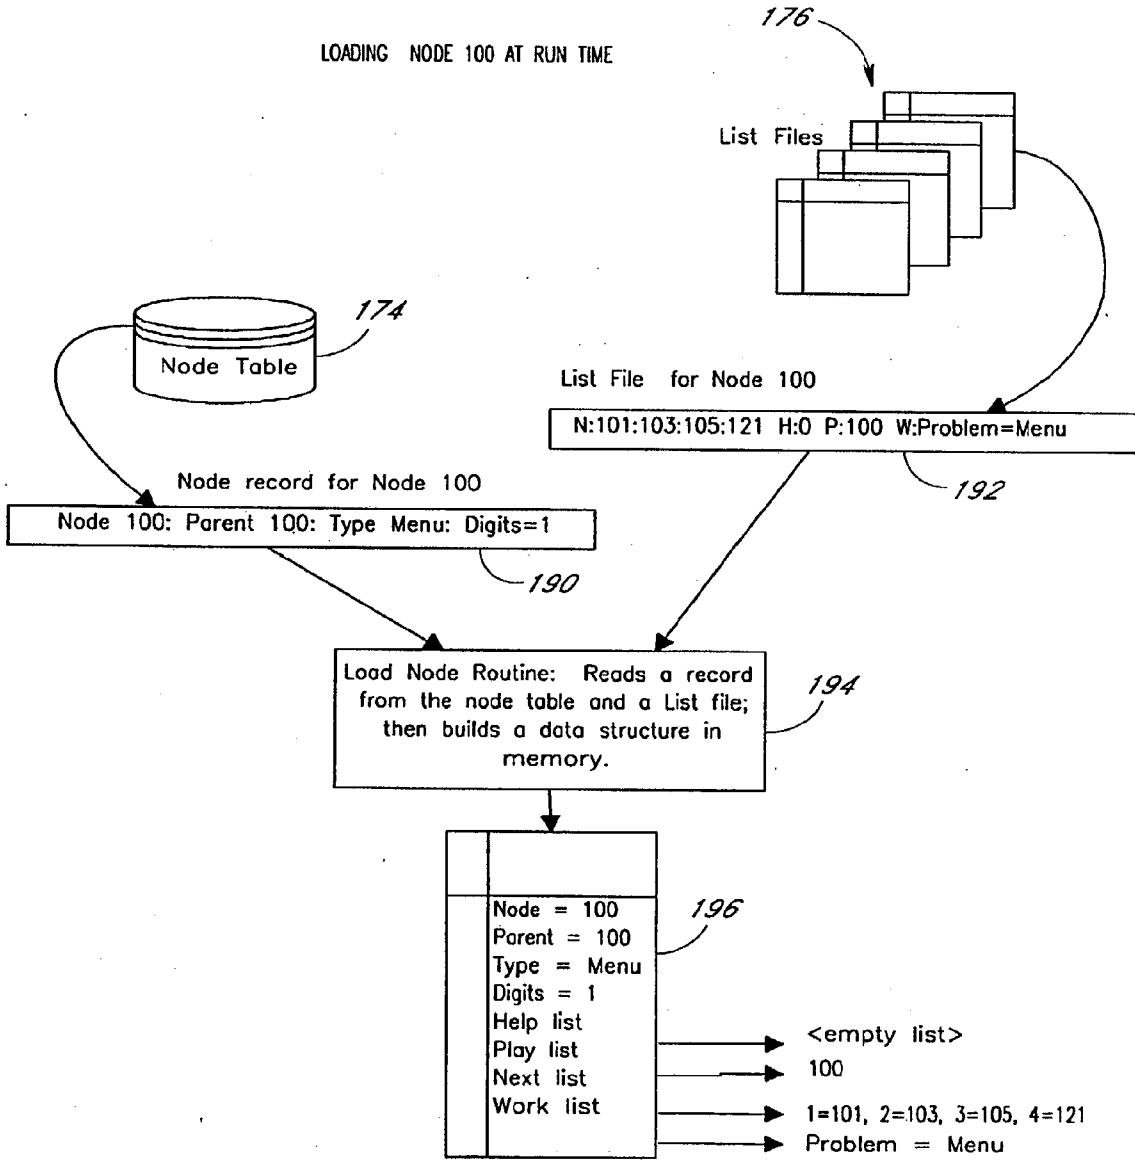 176
LOADING NODE 100 AT RUN TIME
List Files
174
Node Table
List File for Node 100
N:101:103:105:121 H:0 P:100 W:Problem=Menu
192
Node record for Node 100
Node 100: Parent 100: Type Menu: Digits=1
190
Load Node Routine: Reads a record
from the node table and a List file;
then builds a data structure in
memory.
194
196
Node = 100
Parent = 100
Type = Menu
Digits = 1
Help list
Play list
Next list
Work list
<empty list>
100
1=101, 2=103, 3=105, 4=121
Problem = Menu